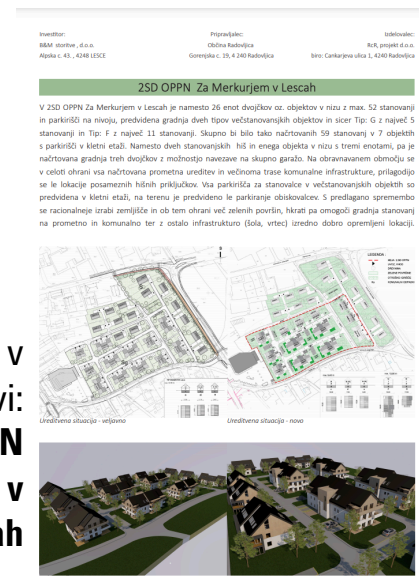 Investitor:
B&M storitve , d.o.o.
Alpska c. 43. , 4248 LESCE
Pripravljalec:
Občina Radovljica
Gorenjska c. 19, 4 240 Radovljica
Izdelovalec:
RcR, projekt d.o.o.
biro: Cankarjeva ulica 1, 4240 Radovljica
2SD OPPN Za Merkurjem v Lescah
V 2SD OPPN Za Merkurjem v Lescah je namesto 26 enot dvojčkov oz. objektov v nizu z max. 52 stanovanji
in parkirišči na nivoju, predvidena gradnja dveh tipov večstanovanjskih objektov in sicer Tip: G z največ 5
stanovanji in Tip: F z največ 11 stanovanji. Skupno bi bilo tako načrtovanih 59 stanovanj v 7 objektih
s parkirišči v kletni etaži. Namesto dveh stanovanjskih hiš in enega objekta v nizu s tremi enotami, pa je
načrtovana gradnja treh dvojčkov z možnostjo navezave na skupno garažo. Na obravnavanem območju se
v celoti ohrani vsa načrtovana prometna ureditev in večinoma trase komunalne infrastrukture, prilagodijo
se le lokacije posameznih hišnih priključkov. Vsa parkirišča za stanovalce v večstanovanjskih objektih so
predvidena v kletni etaži, na terenu je predvideno le parkiranje obiskovalcev. S predlagano spremembo
se racionalneje izrabi zemljišče in ob tem ohrani več zelenih površin, hkrati pa omogoči gradnja stanovanj
na prometno in komunalno ter z ostalo infrastrukturo (šola, vrtec) izredno dobro opremljeni lokaciji.
LEGENDA :
Ureditvena situacija - veljavno
Ureditvena situacija - novo
v
vi:
N
v
ah